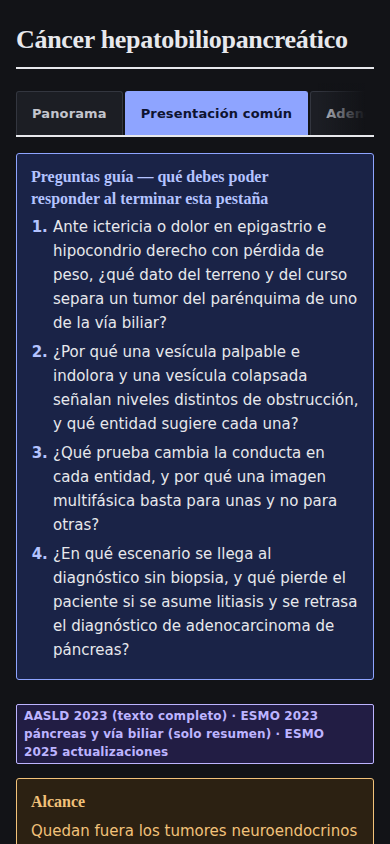 Cáncer hepatobiliopancreático
Panorama
Presentación común
Aden
Preguntas guía — qué debes poder
responder al terminar esta pestaña
1. Ante ictericia o dolor en epigastrio e
hipocondrio derecho con pérdida de
peso, ¿qué dato del terreno y del curso
separa un tumor del parénquima de uno
de la vía biliar?
2. ¿Por qué una vesícula palpable e
indolora y una vesícula colapsada
señalan niveles distintos de obstrucción,
y qué entidad sugiere cada una?
3. ¿Qué prueba cambia la conducta en
cada entidad, y por qué una imagen
multifásica basta para unas y no para
otras?
4. ¿En qué escenario se llega al
diagnóstico sin biopsia, y qué pierde el
paciente si se asume litiasis y se retrasa
el diagnóstico de adenocarcinoma de
páncreas?
AASLD 2023 (texto completo) · ESMO 2023
páncreas y vía biliar (solo resumen) · ESMO
2025 actualizaciones
Alcance
Quedan fuera los tumores neuroendocrinos